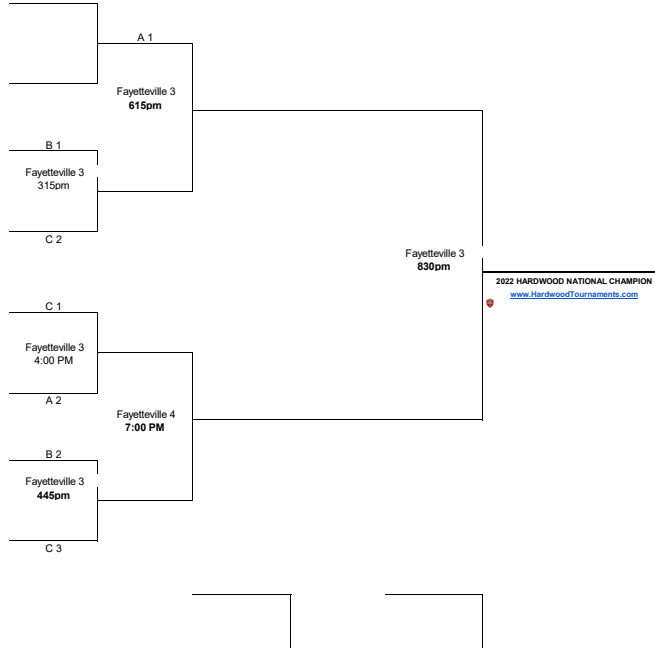 A 1
Fayetteville 3
615pm
B 1
Fayetteville 3
315pm
C 2
Fayetteville 3
830pm
2022 HARDWOOD NATIONAL CHAMPION
www.HardwoodTournaments.com
C 1
Fayetteville 3
4:00 PM
A 2
Fayetteville 4
7:00 PM
B 2
Fayetteville 3
445pm
C 3